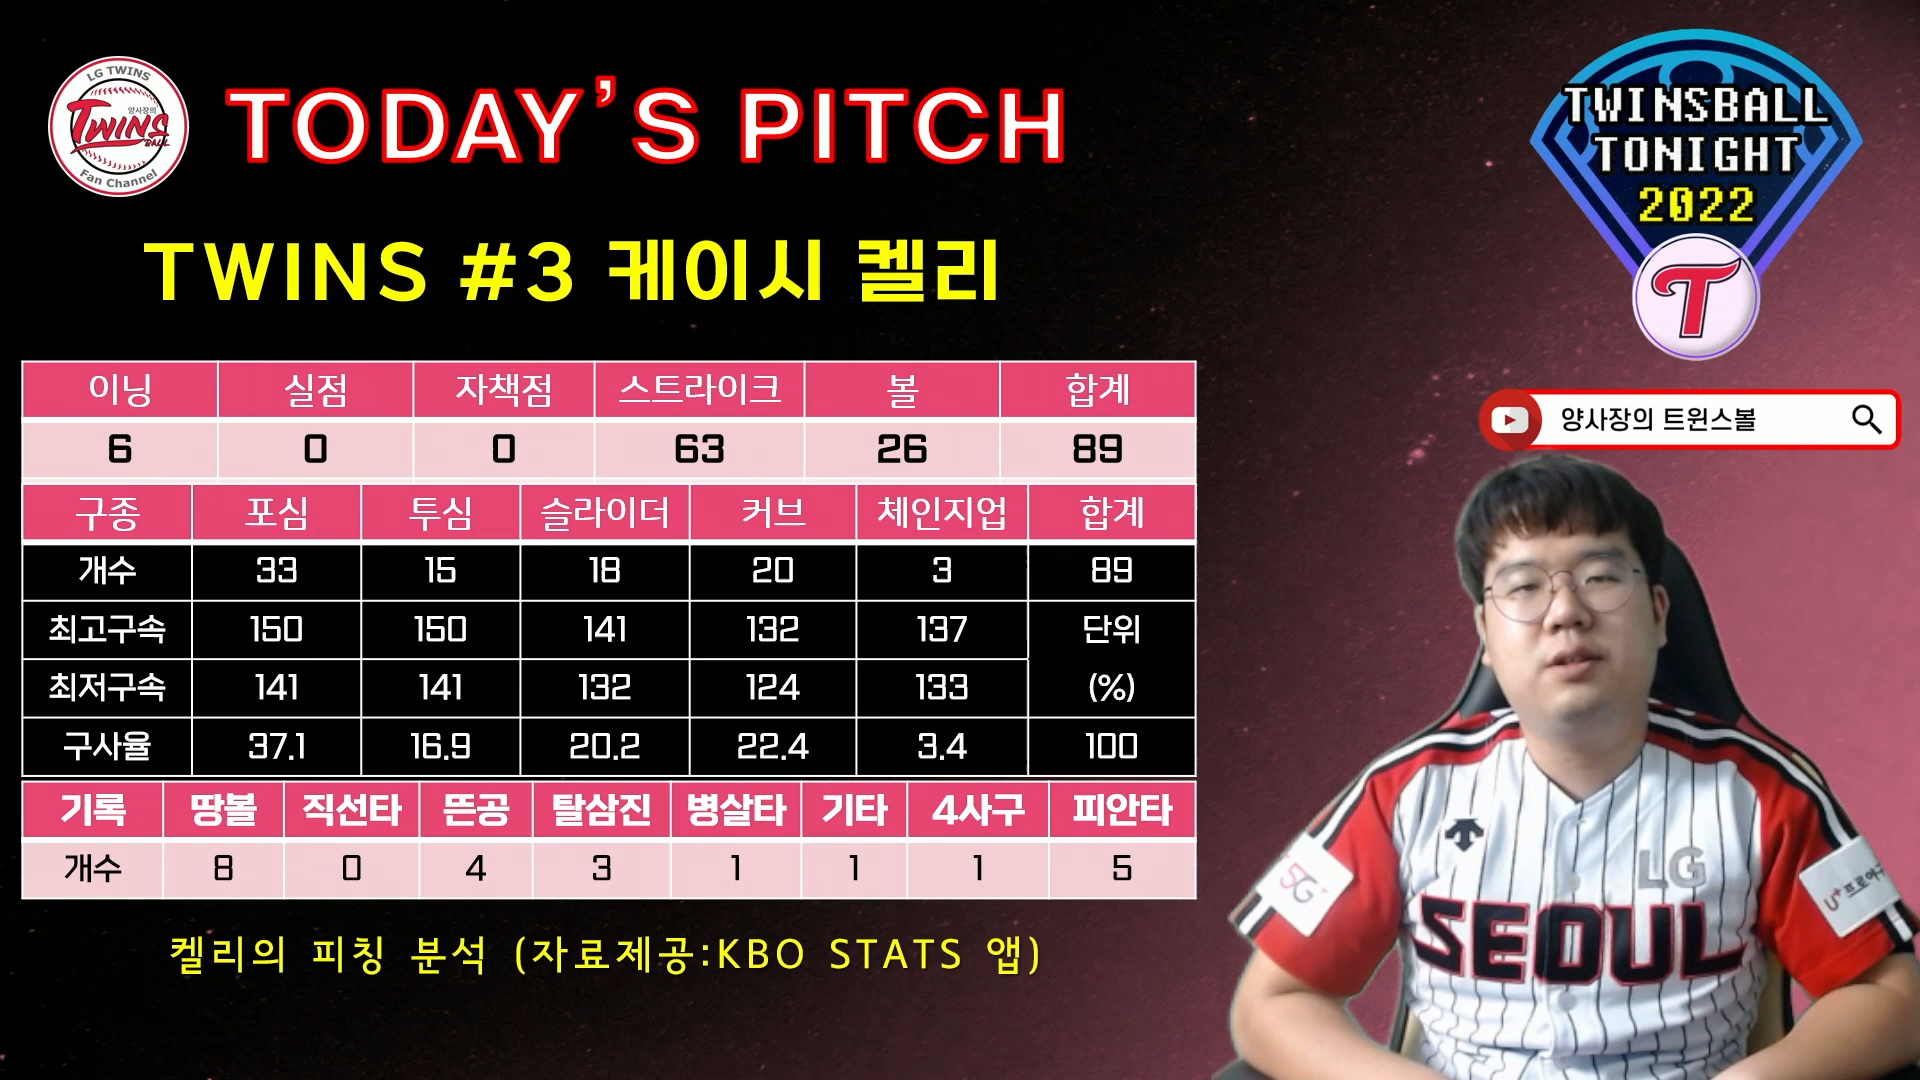 LG TWINS
양사장의
TWINS
BALL
Fan Channel
TODAY'S PITCH
TWINSBALL
TONIGHT
2022
T
TWINS #3 케이시 켈리
양사장의 트윈스볼
이닝 실점 자책점 스트라이크 볼 합계
6 0 0 63 26 89
구종 포심 투심 슬라이더 커브 체인지업 합계
개수 33 15 18 20 3 89
최고구속 150 150 141 132 137 단위
최저구속 141 141 132 124 133 (%)
구사율 37.1 16.9 20.2 22.4 3.4 100
기록 땅볼 직선타 뜬공 탈삼진 병살타 기타 4사구 피안타
개수 8 0 4 3 1 1 1 5
켈리의 피칭 분석 (자료제공:KBO STATS 앱)
5G
LG
SEOUL
U+프로야구